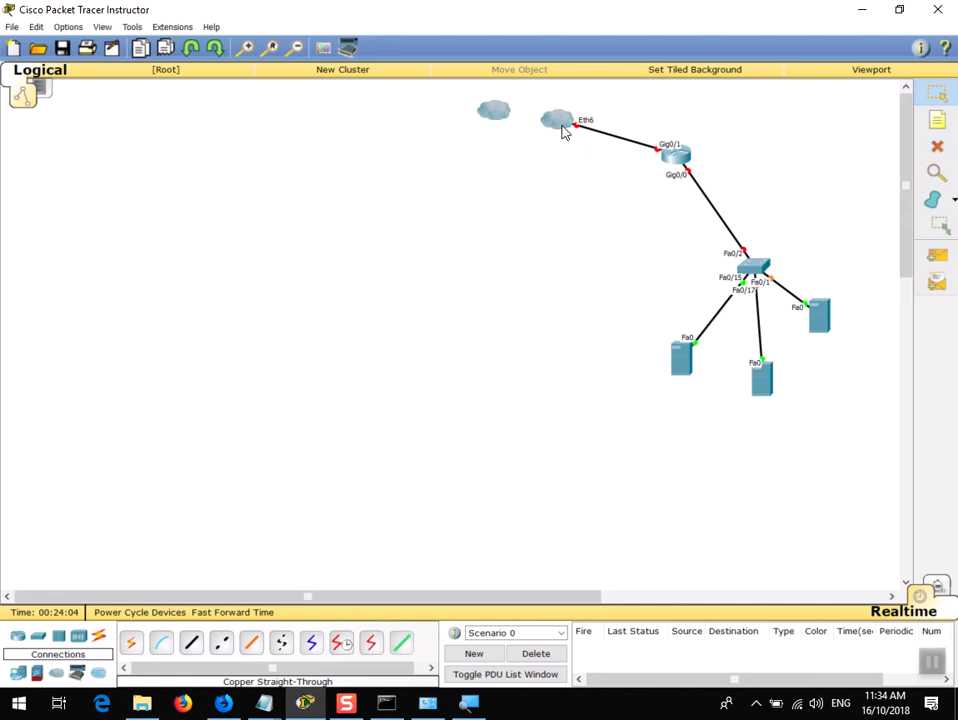 Cisco Packet Tracer Instructor
File Edit Options View Tools Extensions Help
Logical [Root] New Cluster Move Object Set Tiled Background Viewport
Eth6
Gig0/1
Gig0/0
Fa0/2
Fa0/15 Fa0/1
Fa0/17
Fa0
Fa0
Fa0
Time: 00:24:04 Power Cycle Devices Fast Forward Time Realtime
Connections
Copper Straight-Through
Scenario 0
New Delete
Toggle PDU List Window
Fire Last Status Source Destination Type Color Time(sec Periodic Num
ENG
11:34 AM
16/10/2018